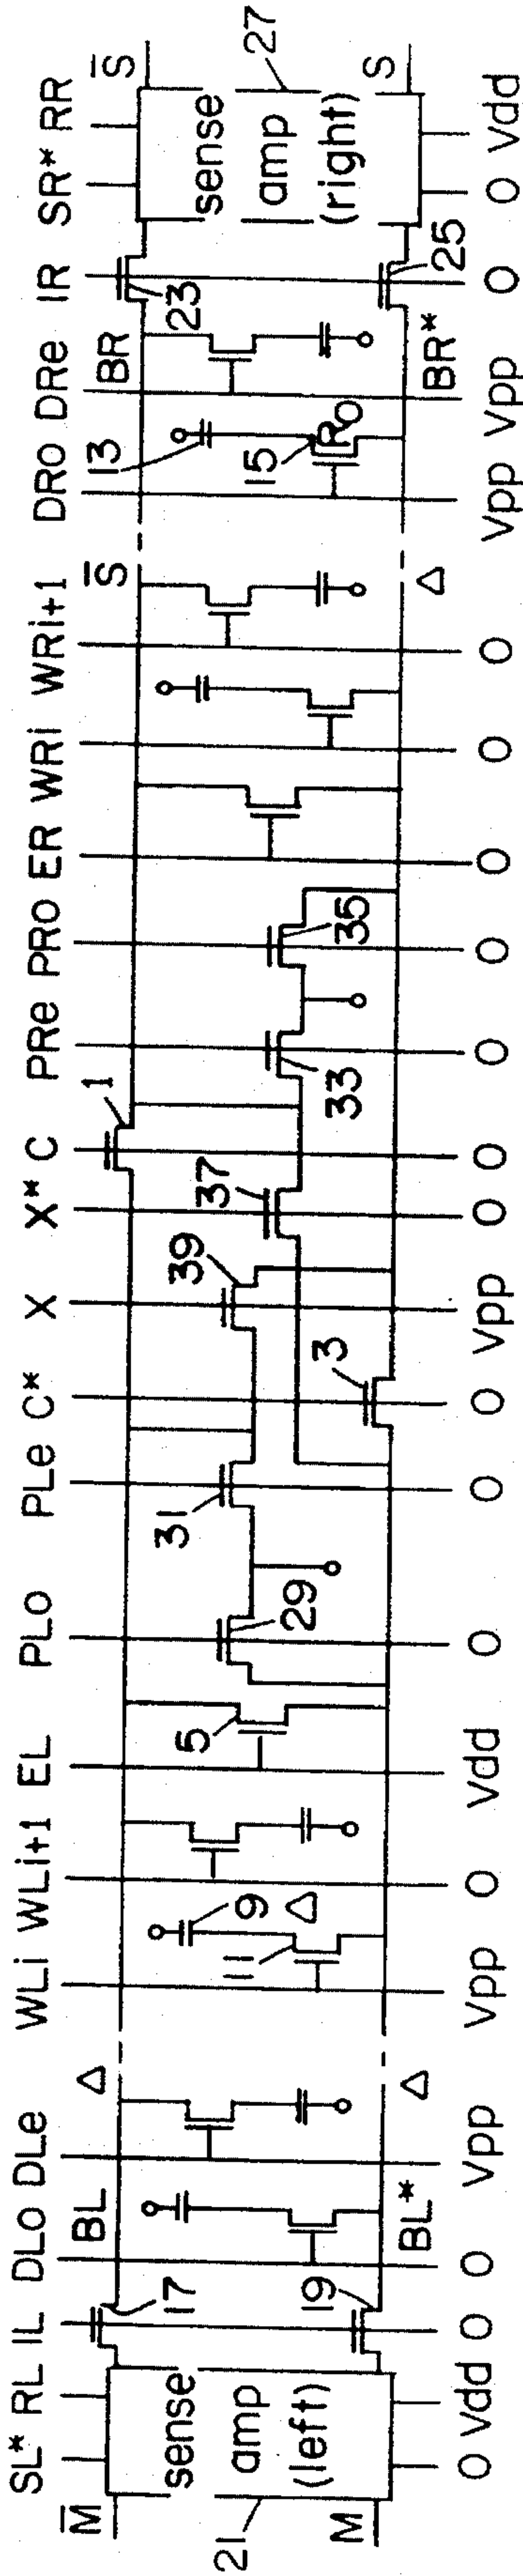 SL* RL IL DLO DLe WLi WLi+1 EL PLO PLe C* X X* C PRe PRO ER WRi WRi+1 DRO DRe IR SR* RR
M̅ BL Δ 1 S̅ BR S̅
17 13 23
sense amp (left) 9 31 39 37 15 sense amp (right) 27
11 Δ 5 29 33 35 R0
21 19 3 25
M BL* Δ Δ BR* S
0 Vdd 0 0 Vpp Vpp 0 Vdd 0 0 0 Vpp 0 0 0 0 0 0 0 Vpp Vpp 0 0 Vdd